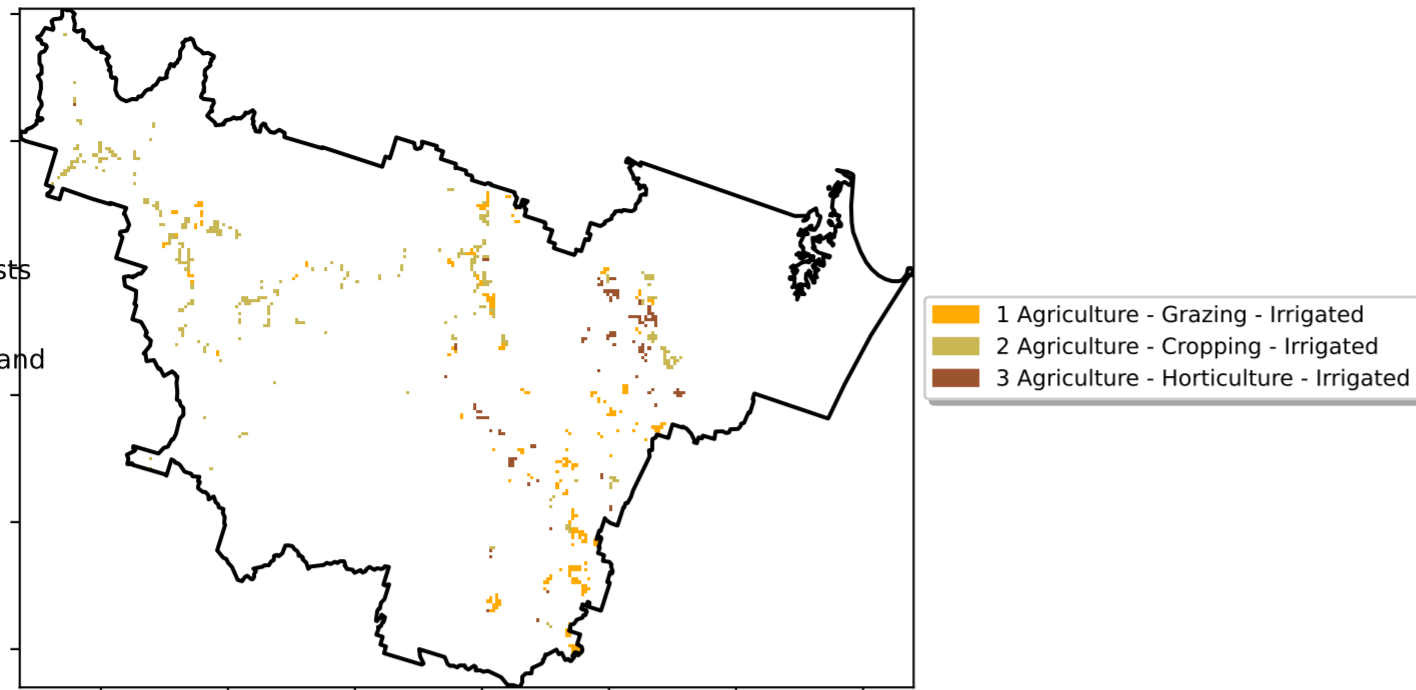 sts
and
1 Agriculture - Grazing - Irrigated
2 Agriculture - Cropping - Irrigated
3 Agriculture - Horticulture - Irrigated